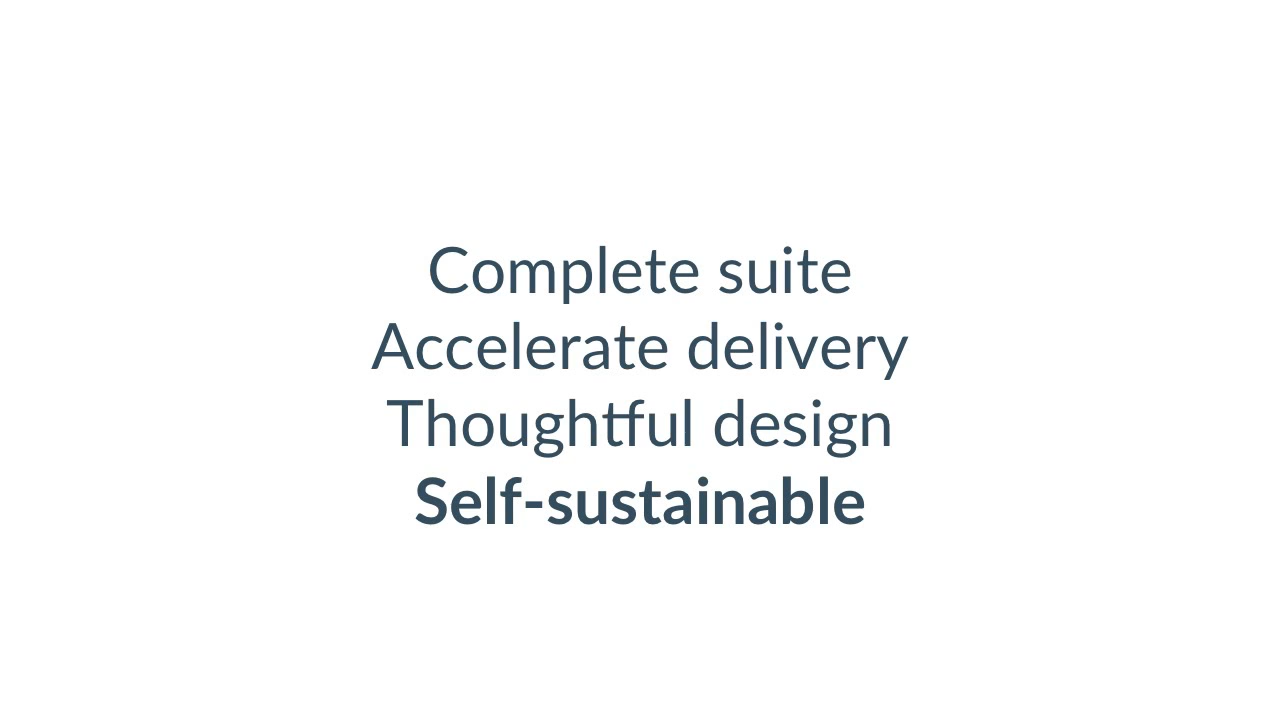 Complete suite
Accelerate delivery
Thoughtful design
Self-sustainable